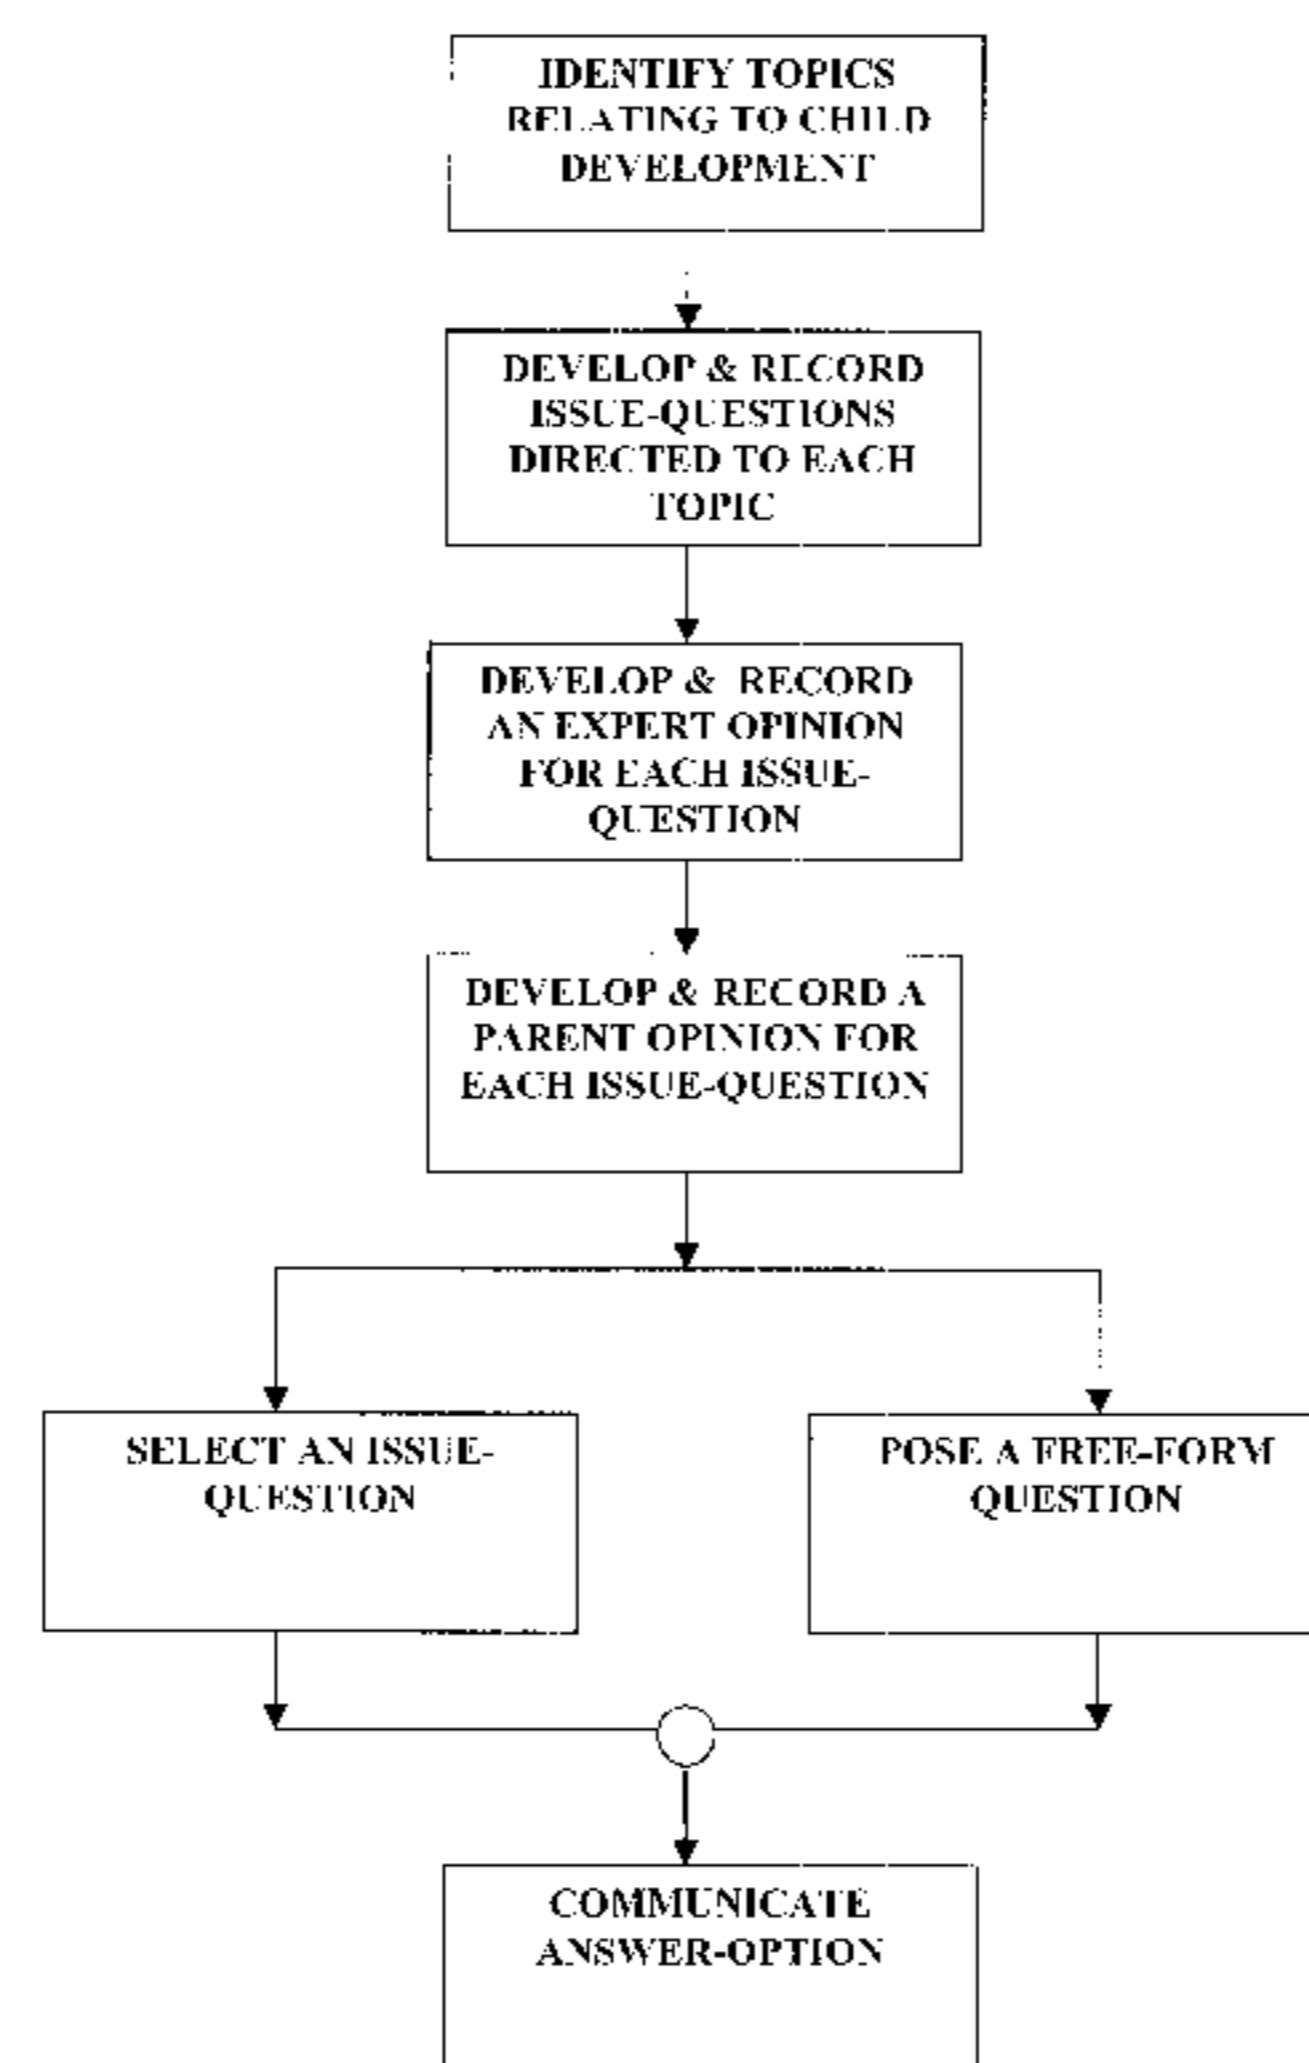 IDENTIFY TOPICS
RELATING TO CHILD
DEVELOPMENT
DEVELOP & RECORD
ISSUE-QUESTIONS
DIRECTED TO EACH
TOPIC
DEVELOP & RECORD
AN EXPERT OPINION
FOR EACH ISSUE-
QUESTION
DEVELOP & RECORD A
PARENT OPINION FOR
EACH ISSUE-QUESTION
SELECT AN ISSUE-
QUESTION
POSE A FREE-FORM
QUESTION
COMMUNICATE
ANSWER-OPTION